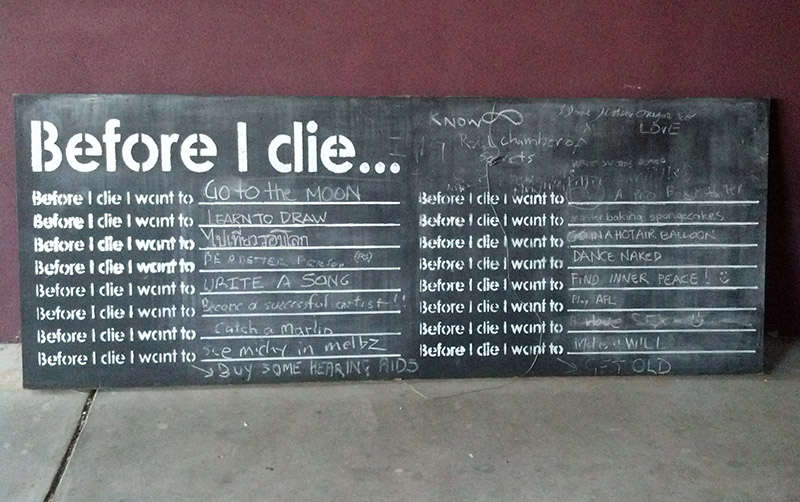 Before I die...
Before I die I want to GO to the MOON
Before I die I want to LEARN TO DRAW
Before I die I want to ไปเที่ยวรอบโลก
Before I die I want to BE A BETTER PERSON
Before I die I want to WRITE A SONG
Before I die I want to Become a successful artist!!
Before I die I want to Catch a Marlin
Before I die I want to see micky in melbz
BUY SOME HEARING AIDS
KNOW
chamber of
LOVE
Before I die I want to
Before I die I want to master baking spongecakes
Before I die I want to GO IN A HOT AIR BALLOON
Before I die I want to DANCE NAKED
Before I die I want to FIND INNER PEACE!
Before I die I want to Play AFL
Before I die I want to Have
Before I die I want to Make a WILL
GET OLD